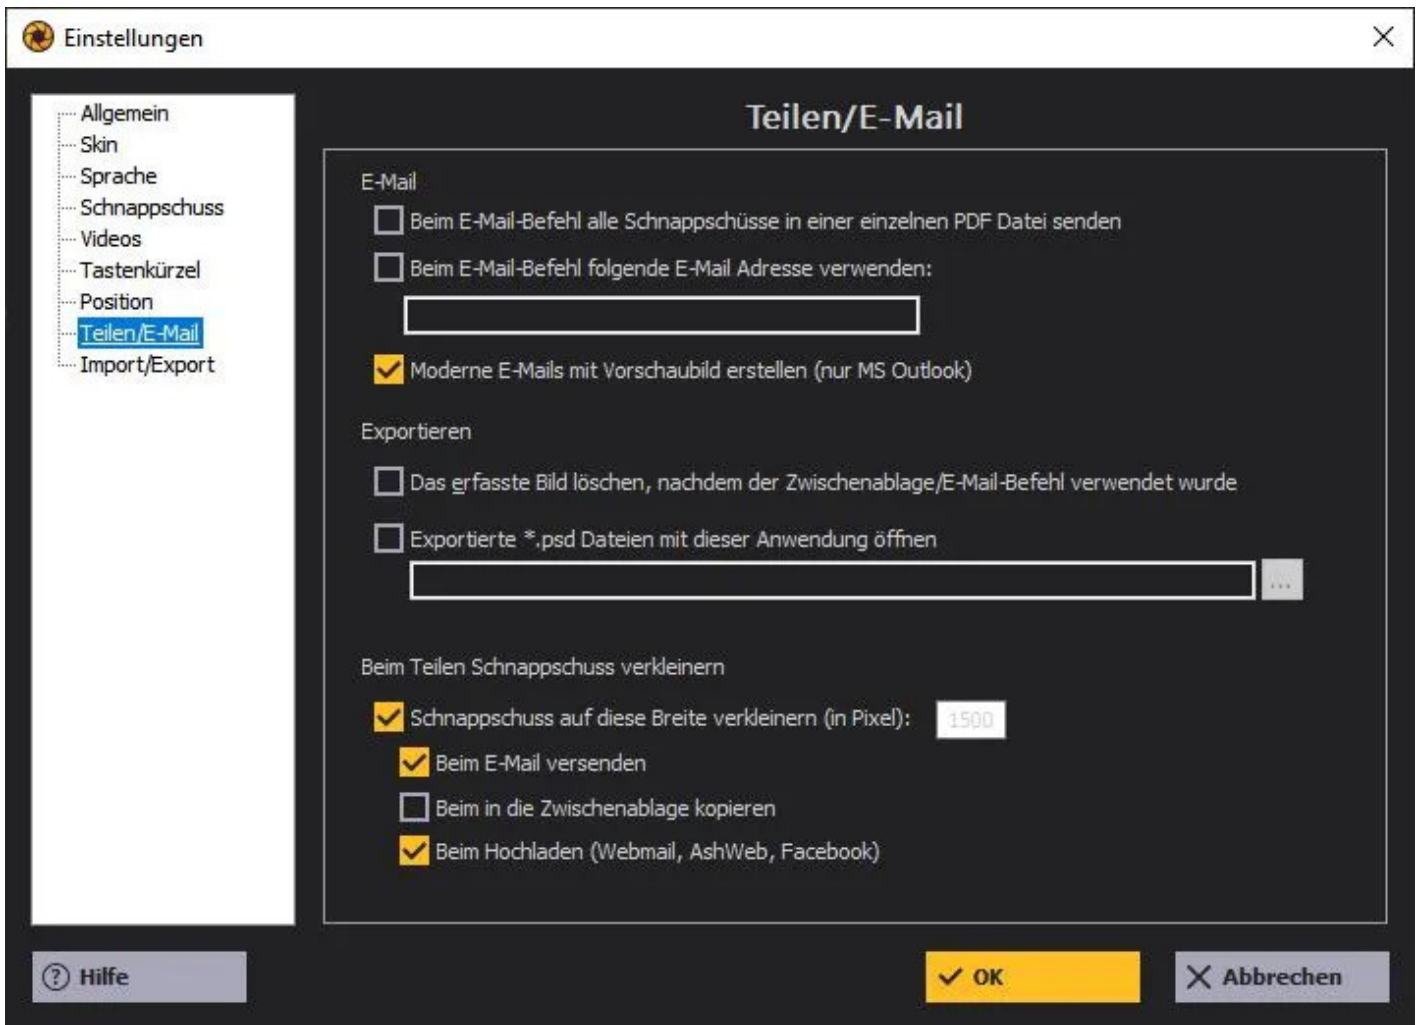 Einstellungen
Allgemein
Skin
Sprache
Schnappschuss
Videos
Tastenkürzel
Position
Teilen/E-Mail
Import/Export
Teilen/E-Mail
E-Mail
Beim E-Mail-Befehl alle Schnappschüsse in einer einzelnen PDF Datei senden
Beim E-Mail-Befehl folgende E-Mail Adresse verwenden:
Moderne E-Mails mit Vorschaubild erstellen (nur MS Outlook)
Exportieren
Das erfasste Bild löschen, nachdem der Zwischenablage/E-Mail-Befehl verwendet wurde
Exportierte *.psd Dateien mit dieser Anwendung öffnen
...
Beim Teilen Schnappschuss verkleinern
Schnappschuss auf diese Breite verkleinern (in Pixel): 1500
Beim E-Mail versenden
Beim in die Zwischenablage kopieren
Beim Hochladen (Webmail, AshWeb, Facebook)
? Hilfe
OK
Abbrechen